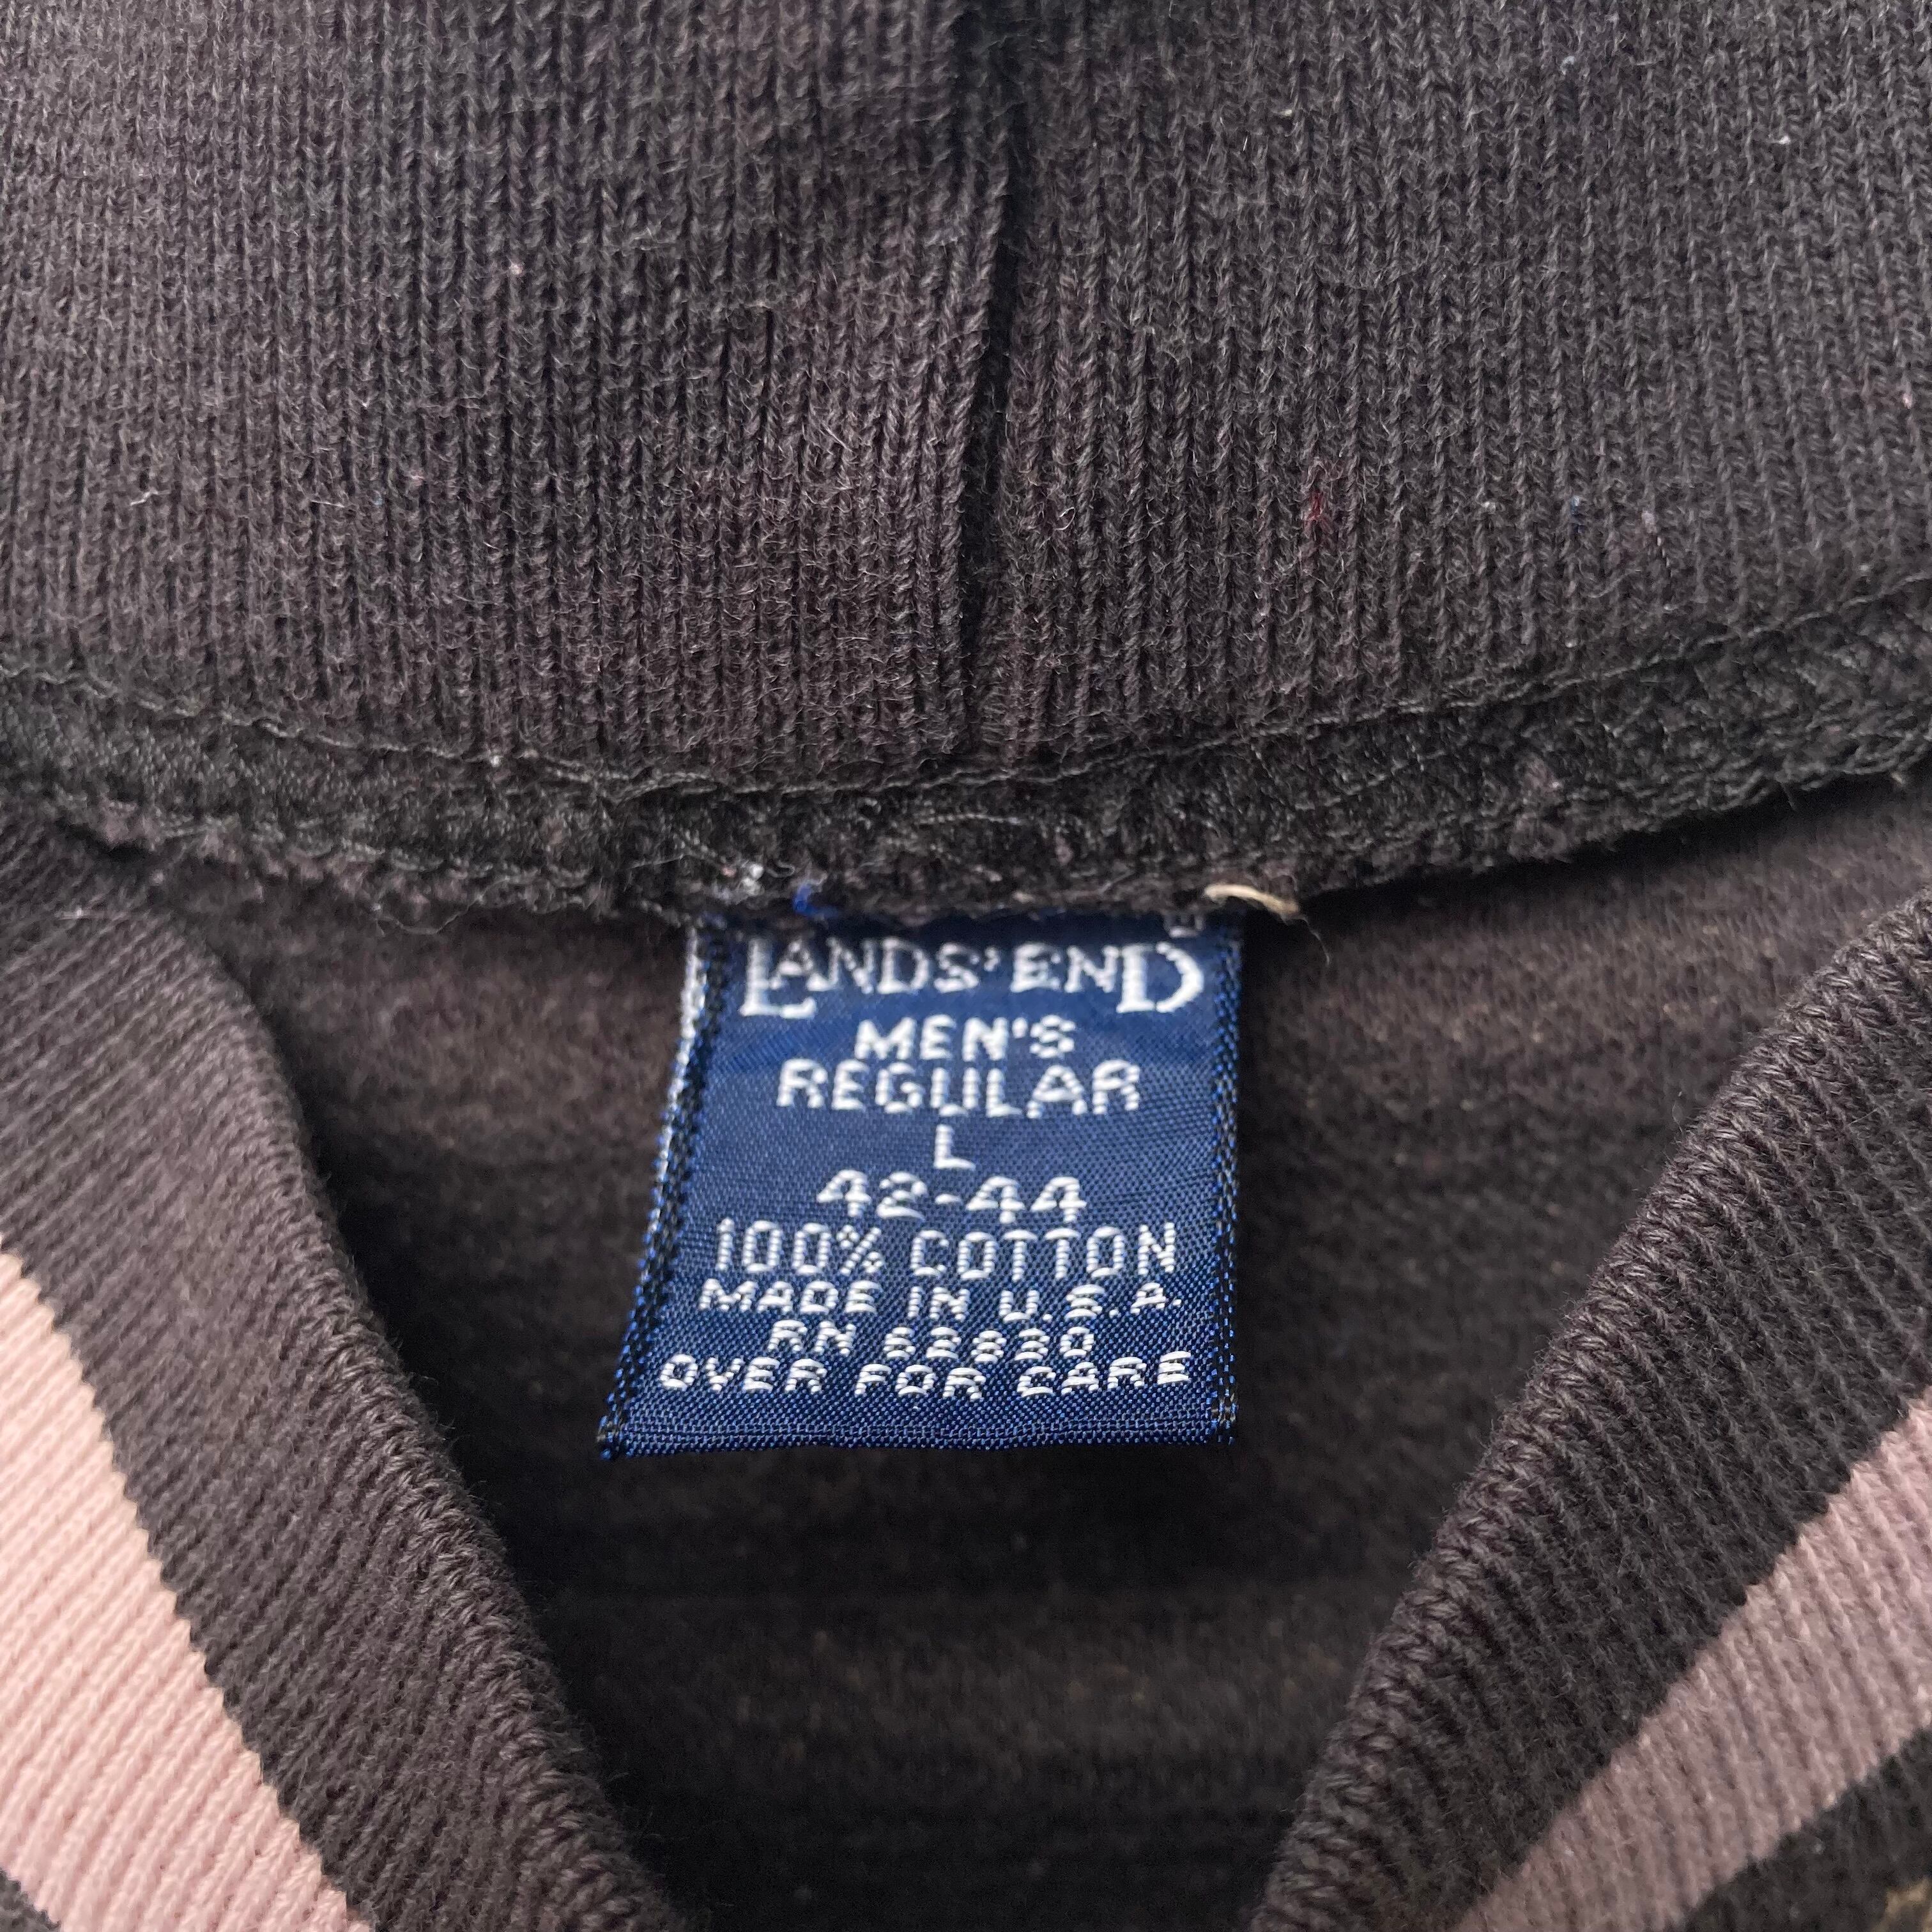 LANDS' END
MEN'S
REGULAR
L
42-44
100% COTTON
MADE IN U.S.A.
RN 62830
OVER FOR CARE